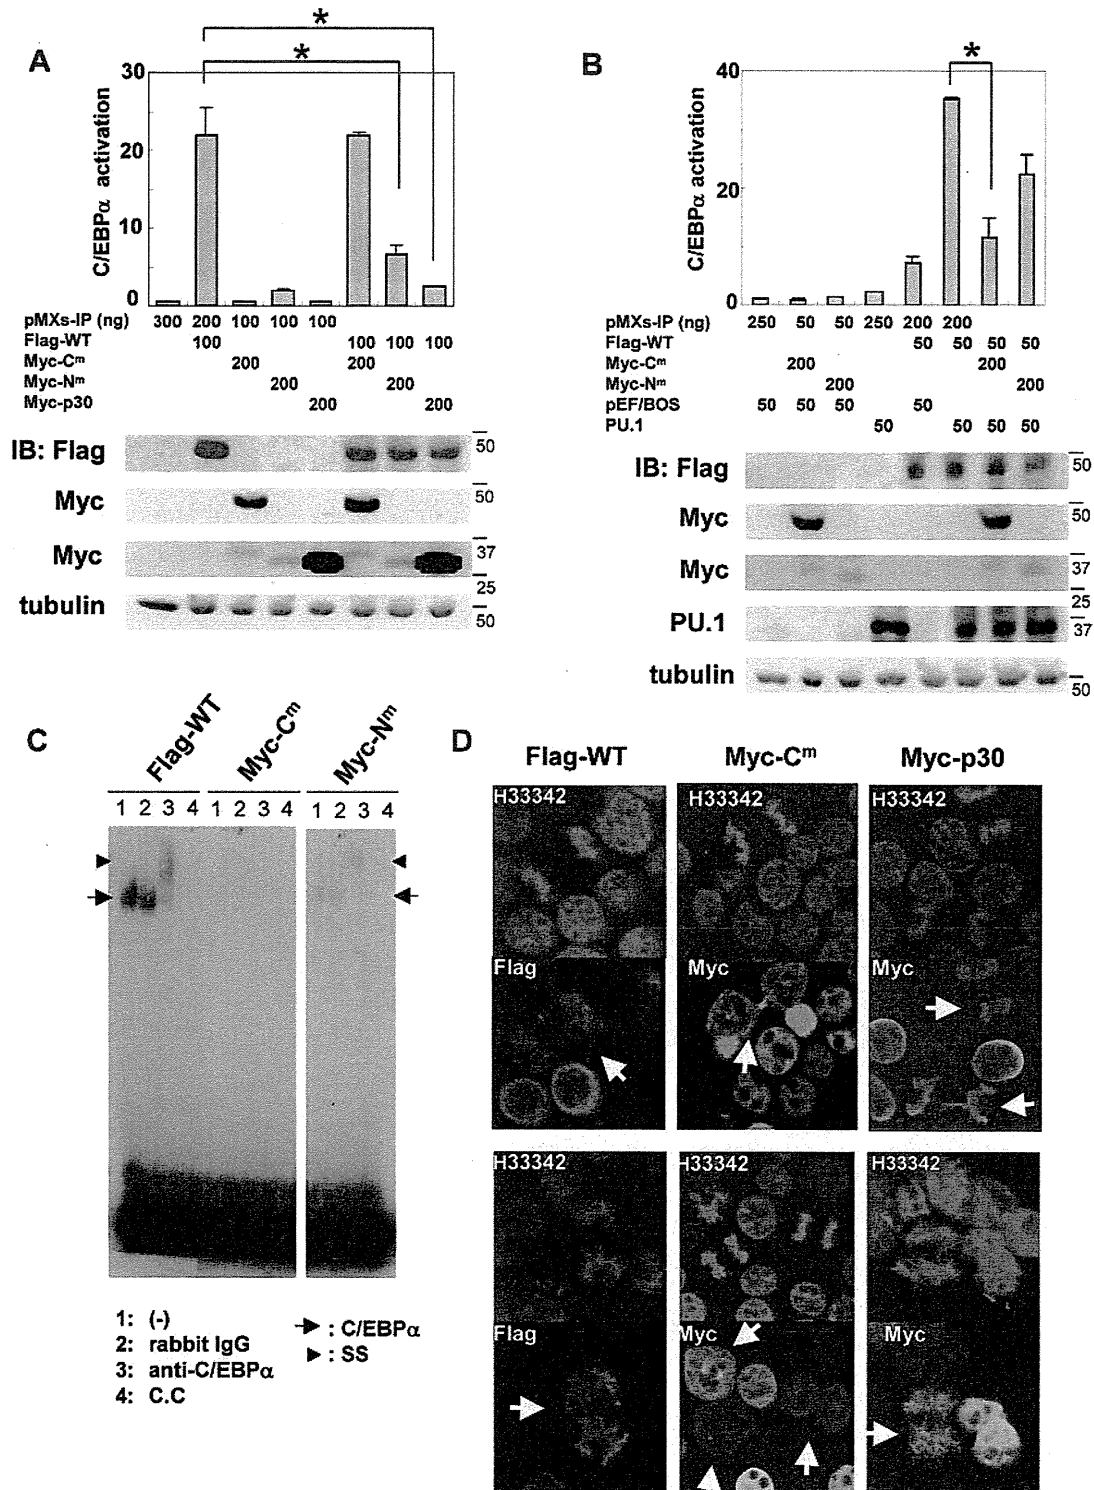 A
*
*
30
20
10
0
C/EBPα activation
pMXs-IP (ng) 300 200 100 100 100
Flag-WT 100 100 100 100
Myc-Cᵐ 200 200
Myc-Nᵐ 200 200
Myc-p30 200 200
IB: Flag 50
Myc 50
Myc 37
25
tubulin 50
B
*
40
20
0
C/EBPα activation
pMXs-IP (ng) 250 50 50 250 200 200
Flag-WT 50 50 50 50
Myc-Cᵐ 200 200
Myc-Nᵐ 200 200
pEF/BOS 50 50 50 50
PU.1 50 50 50 50
IB: Flag 50
Myc 50
Myc 37
25
PU.1 37
tubulin 50
C
Flag-WT Myc-Cᵐ Myc-Nᵐ
1 2 3 4 1 2 3 4 1 2 3 4
1: (-)
2: rabbit IgG
3: anti-C/EBPα
4: C.C
: C/EBPα
: SS
D
Flag-WT Myc-Cᵐ Myc-p30
H33342 H33342 H33342
Flag Myc Myc
H33342 H33342 H33342
Flag Myc Myc